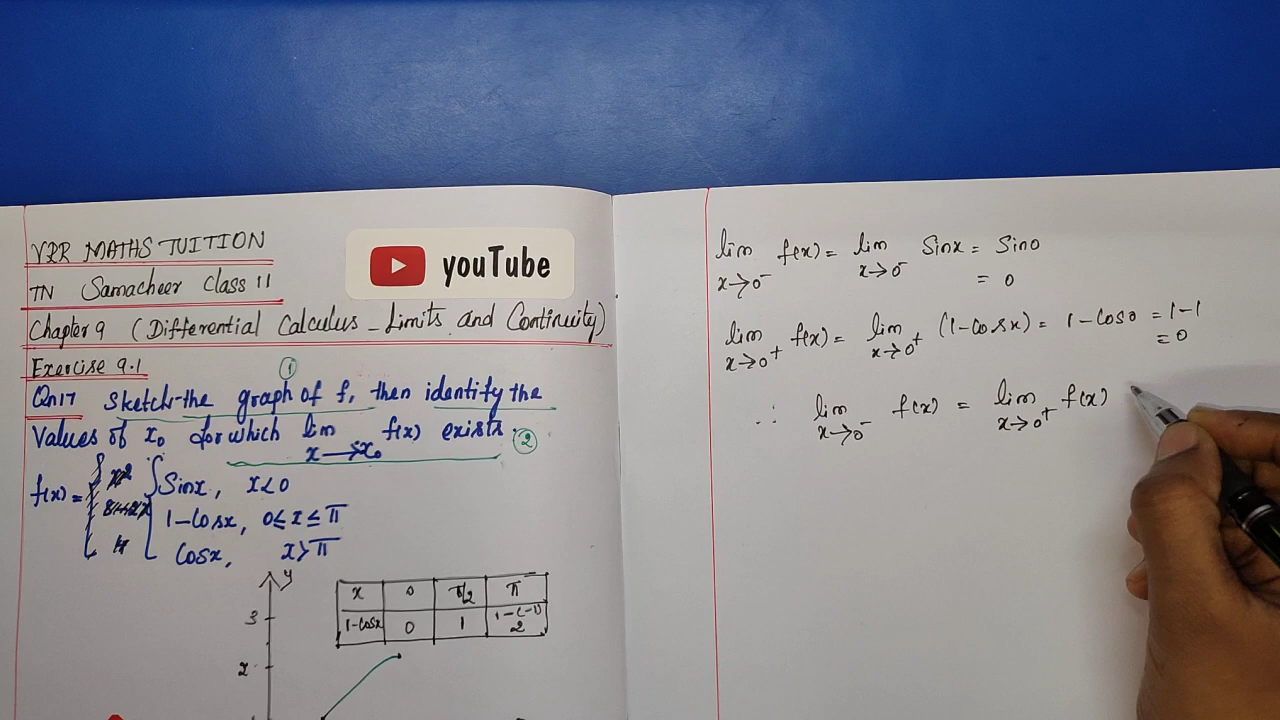 VRR MATHS TUITION
TN Samacheer Class 11
youTube
Chapter 9 (Differential Calculus - Limits and Continuity)
Exercise 9.1
①
Qn17 Sketch the graph of f, then identify the
Values of x₀ for which lim f(x) exists. ②
x→x₀
f(x) = { Sinx, x<0
1-Cosx, 0≤x≤π
Cosx, x>π
y
x 0 π/2 π
1-cosx 0 1 1-(-1)
2
3
2
lim f(x) = lim Sinx = Sin0
x→0⁻ x→0⁻ = 0
lim f(x) = lim (1-Cosx) = 1-Cos0 = 1-1
x→0⁺ x→0⁺ = 0
∴ lim f(x) = lim f(x)
x→0⁻ x→0⁺